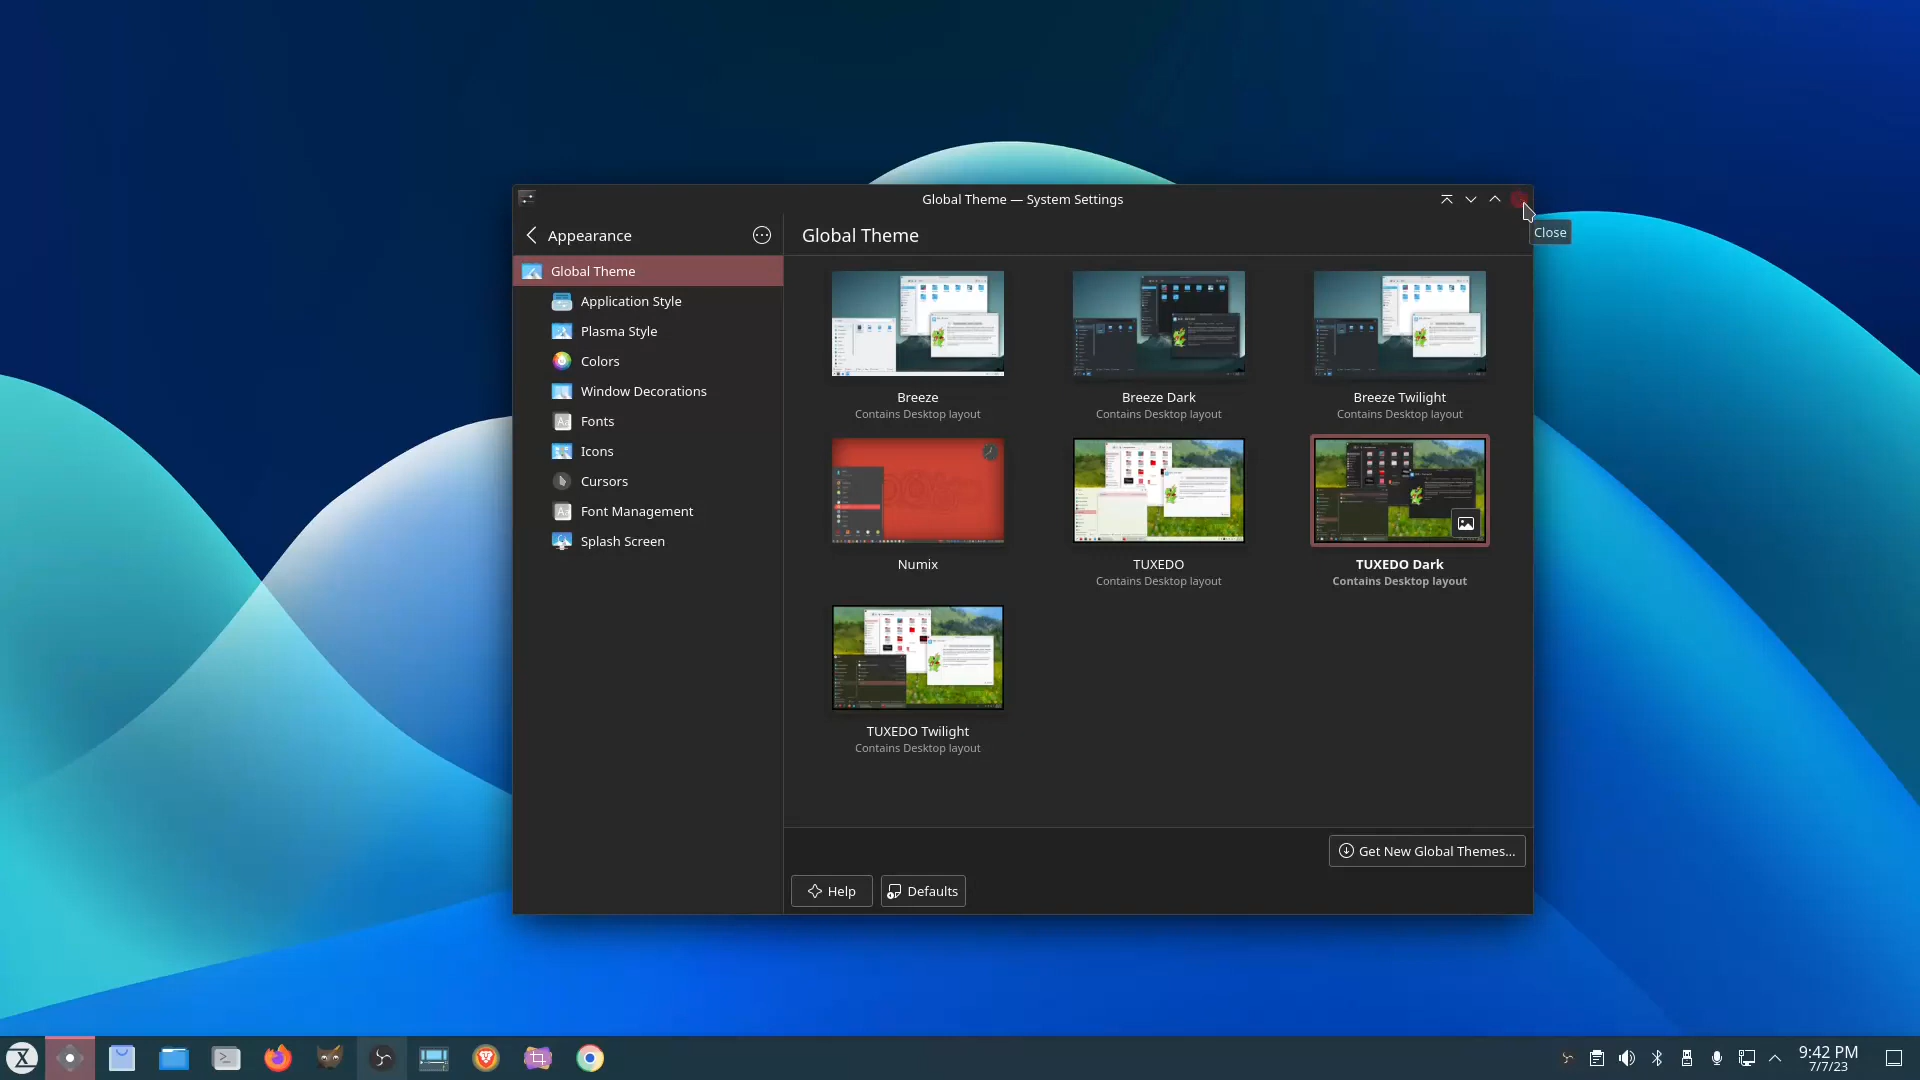 Global Theme — System Settings
Close
Appearance
Global Theme
Global Theme
Application Style
Plasma Style
Colors
Window Decorations
Fonts
Icons
Cursors
Font Management
Splash Screen
Breeze
Contains Desktop layout
Breeze Dark
Contains Desktop layout
Breeze Twilight
Contains Desktop layout
Numix
TUXEDO
Contains Desktop layout
TUXEDO Dark
Contains Desktop layout
TUXEDO Twilight
Contains Desktop layout
Get New Global Themes...
Help
Defaults
9:42 PM
7/7/23